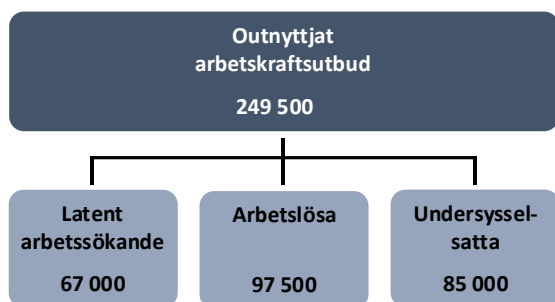 Outnyttjat
arbetskraftsutbud
249 500
Latent
arbetssökande
67 000
Arbetslösa
97 500
Undersyssel-
satta
85 000